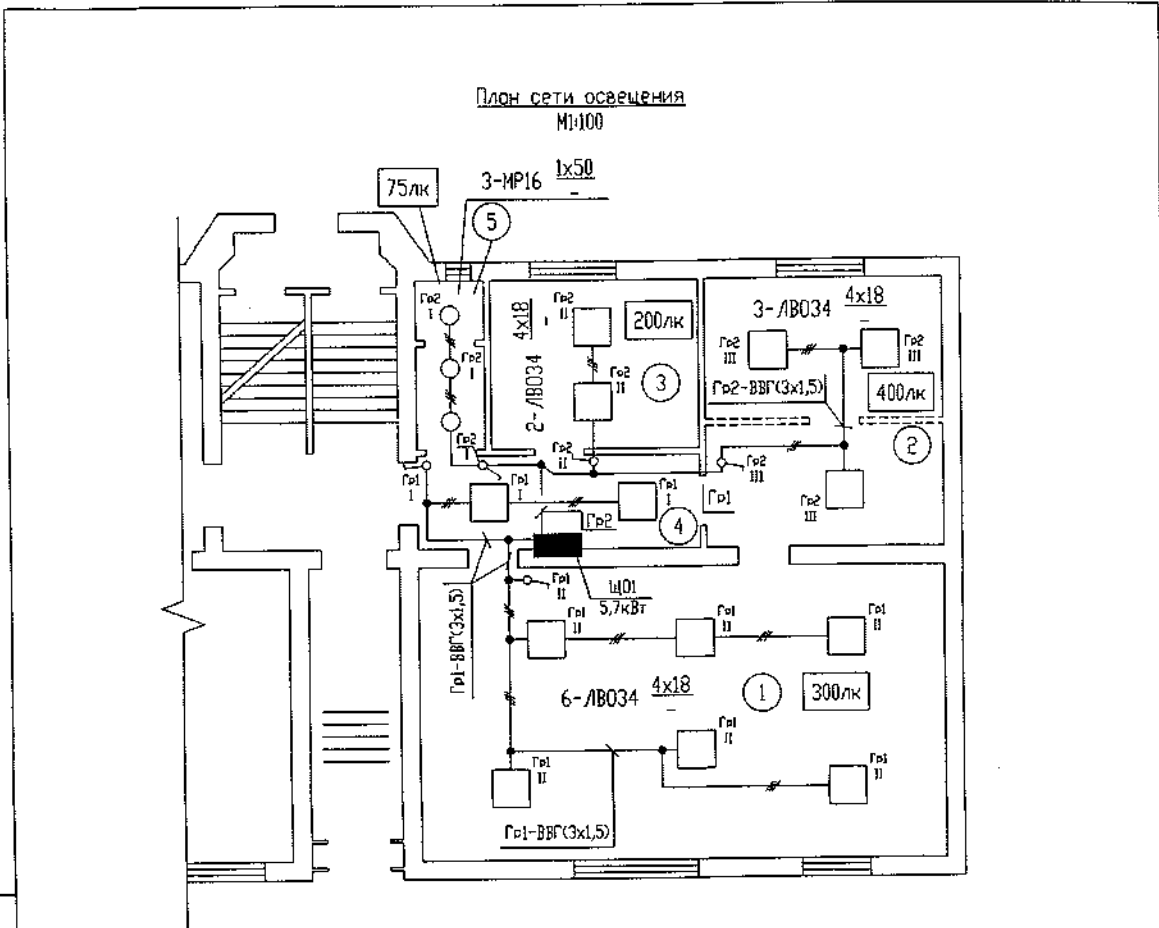 План сети освещения
М1:100
3-МР16 1х50
-
75лк
5
Гр2
I
4х18
-
2-ЛВО34
Гр2
II
200лк
3-ЛВО34 4х18
-
Гр2
I
Гр2
II
3
Гр2
III
Гр2
III
Гр2-ВВГ(3х1,5)
400лк
2
Гр2
I
Гр2
II
Гр2
III
Гр1
I
Гр1
I
Гр1
I
Гр1
Гр2
III
Гр2
4
Гр1-ВВГ(3х1,5)
Гр1
II
ЩО1
5,7кВт
Гр1
II
Гр1
II
Гр1
II
6-ЛВО34 4х18
-
1
300лк
Гр1
II
Гр1
II
Гр1
II
Гр1-ВВГ(3х1,5)